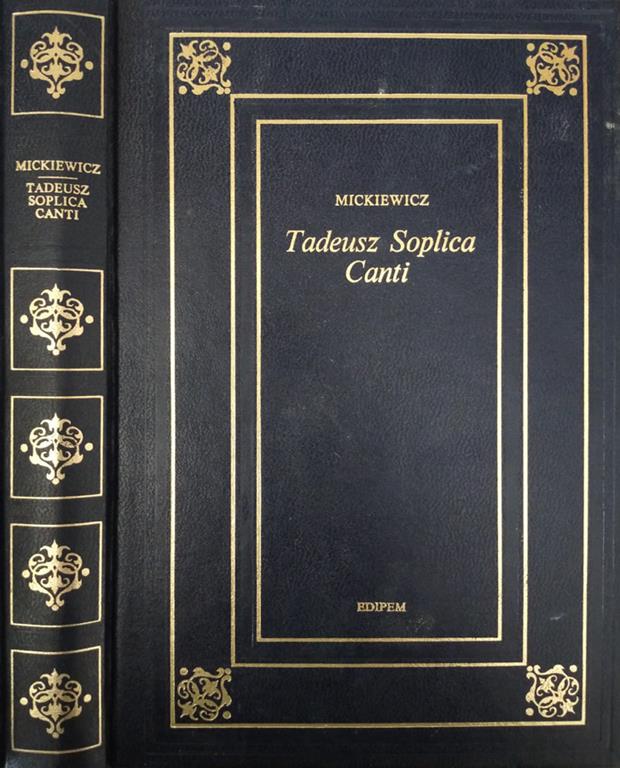 MICKIEWICZ
TADEUSZ
SOPLICA
CANTI
MICKIEWICZ
Tadeusz Soplica
Canti
EDIPEM